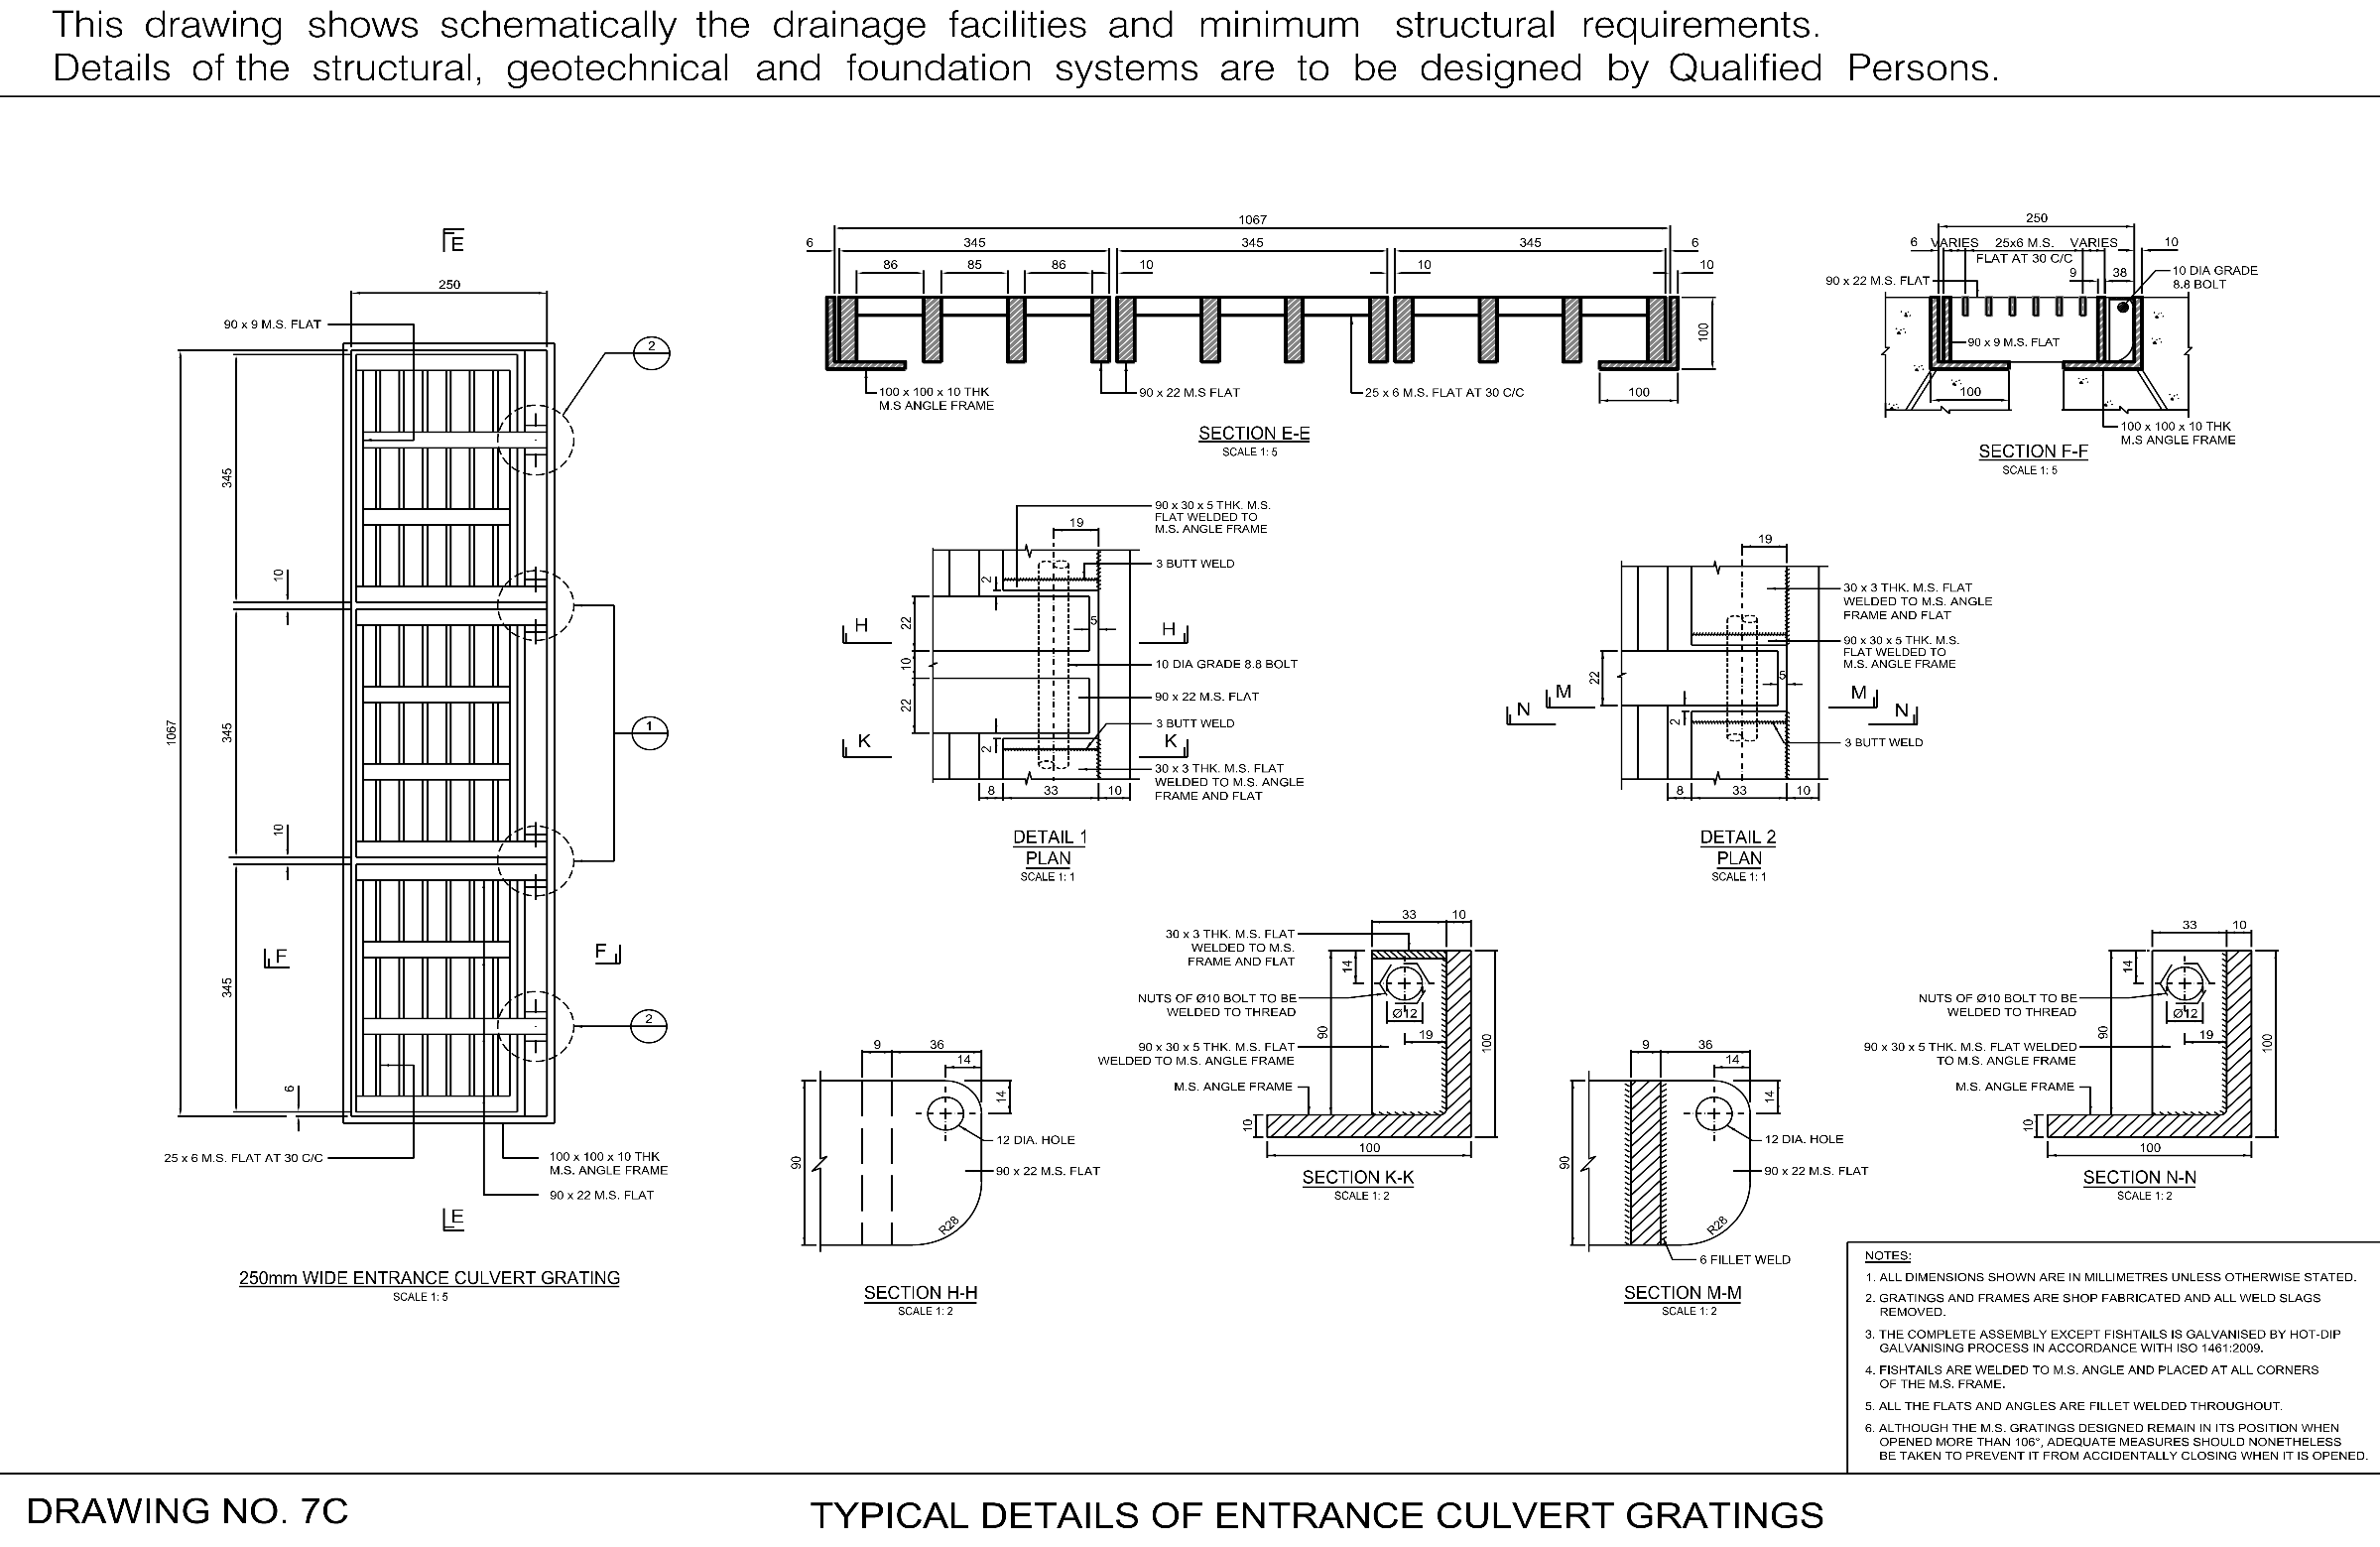 This drawing shows schematically the drainage facilities and minimum structural requirements.
Details of the structural, geotechnical and foundation systems are to be designed by Qualified Persons.
E
250
90 x 9 M.S. FLAT
2
345
10
1067
345
1
10
F
F
345
2
6
25 x 6 M.S. FLAT AT 30 C/C
100 x 100 x 10 THK
M.S. ANGLE FRAME
90 x 22 M.S. FLAT
E
250mm WIDE ENTRANCE CULVERT GRATING
SCALE 1: 5
1067
6
345
345
345
6
86
85
86
10
10
10
100
100 x 100 x 10 THK
M.S ANGLE FRAME
90 x 22 M.S FLAT
25 x 6 M.S. FLAT AT 30 C/C
100
SECTION E-E
SCALE 1: 5
250
6
VARIES
25x6 M.S.
VARIES
10
FLAT AT 30 C/C
9
38
10 DIA GRADE
8.8 BOLT
90 x 22 M.S. FLAT
90 x 9 M.S. FLAT
100
100 x 100 x 10 THK
M.S ANGLE FRAME
SECTION F-F
SCALE 1: 5
90 x 30 x 5 THK. M.S.
FLAT WELDED TO
M.S. ANGLE FRAME
19
3 BUTT WELD
2
22
5
H
H
10
10 DIA GRADE 8.8 BOLT
22
90 x 22 M.S. FLAT
3 BUTT WELD
K
K
2
30 x 3 THK. M.S. FLAT
WELDED TO M.S. ANGLE
FRAME AND FLAT
8
33
10
DETAIL 1
PLAN
SCALE 1: 1
19
30 x 3 THK. M.S. FLAT
WELDED TO M.S. ANGLE
FRAME AND FLAT
90 x 30 x 5 THK. M.S.
FLAT WELDED TO
M.S. ANGLE FRAME
22
5
M
M
N
N
2
3 BUTT WELD
8
33
10
DETAIL 2
PLAN
SCALE 1: 1
9
36
14
14
12 DIA. HOLE
90
90 x 22 M.S. FLAT
R28
SECTION H-H
SCALE 1: 2
33
10
30 x 3 THK. M.S. FLAT
WELDED TO M.S.
FRAME AND FLAT
14
NUTS OF Ø10 BOLT TO BE
WELDED TO THREAD
Ø12
90
19
100
90 x 30 x 5 THK. M.S. FLAT
WELDED TO M.S. ANGLE FRAME
M.S. ANGLE FRAME
10
100
SECTION K-K
SCALE 1: 2
9
36
14
14
12 DIA. HOLE
90
90 x 22 M.S. FLAT
R28
6 FILLET WELD
SECTION M-M
SCALE 1: 2
33
10
14
NUTS OF Ø10 BOLT TO BE
WELDED TO THREAD
Ø12
90
19
100
90 x 30 x 5 THK. M.S. FLAT WELDED
TO M.S. ANGLE FRAME
M.S. ANGLE FRAME
10
100
SECTION N-N
SCALE 1: 2
NOTES:
1. ALL DIMENSIONS SHOWN ARE IN MILLIMETRES UNLESS OTHERWISE STATED.
2. GRATINGS AND FRAMES ARE SHOP FABRICATED AND ALL WELD SLAGS
REMOVED.
3. THE COMPLETE ASSEMBLY EXCEPT FISHTAILS IS GALVANISED BY HOT-DIP
GALVANISING PROCESS IN ACCORDANCE WITH ISO 1461:2009.
4. FISHTAILS ARE WELDED TO M.S. ANGLE AND PLACED AT ALL CORNERS
OF THE M.S. FRAME.
5. ALL THE FLATS AND ANGLES ARE FILLET WELDED THROUGHOUT.
6. ALTHOUGH THE M.S. GRATINGS DESIGNED REMAIN IN ITS POSITION WHEN
OPENED MORE THAN 106°, ADEQUATE MEASURES SHOULD NONETHELESS
BE TAKEN TO PREVENT IT FROM ACCIDENTALLY CLOSING WHEN IT IS OPENED.
DRAWING NO. 7C
TYPICAL DETAILS OF ENTRANCE CULVERT GRATINGS